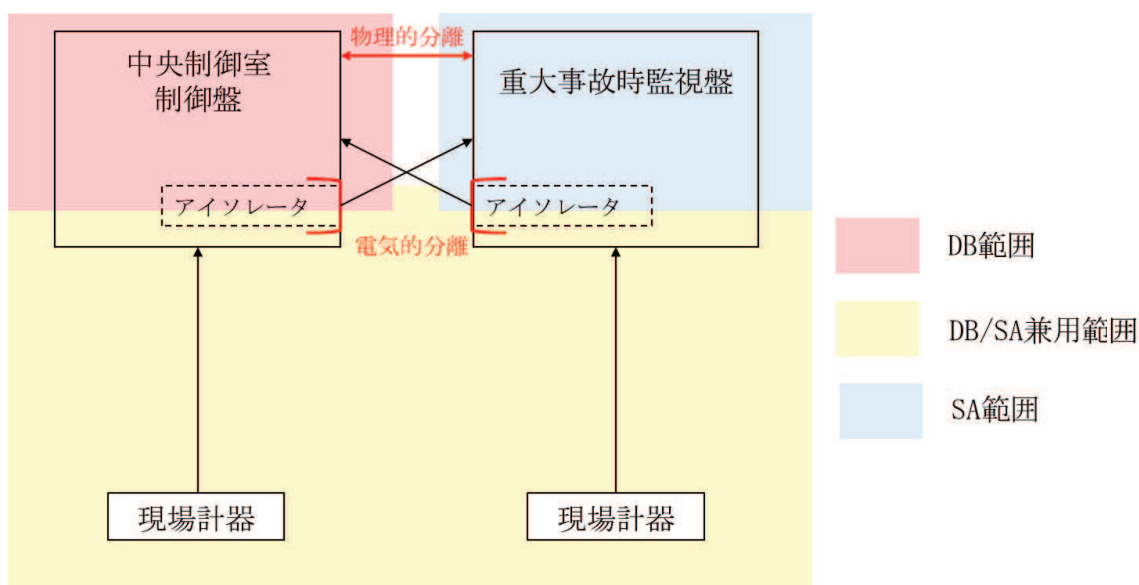 物理的分離
中央制御室
制御盤
重大事故時監視盤
アイソレータ
アイソレータ
電気的分離
現場計器
現場計器
DB範囲
DB/SA兼用範囲
SA範囲